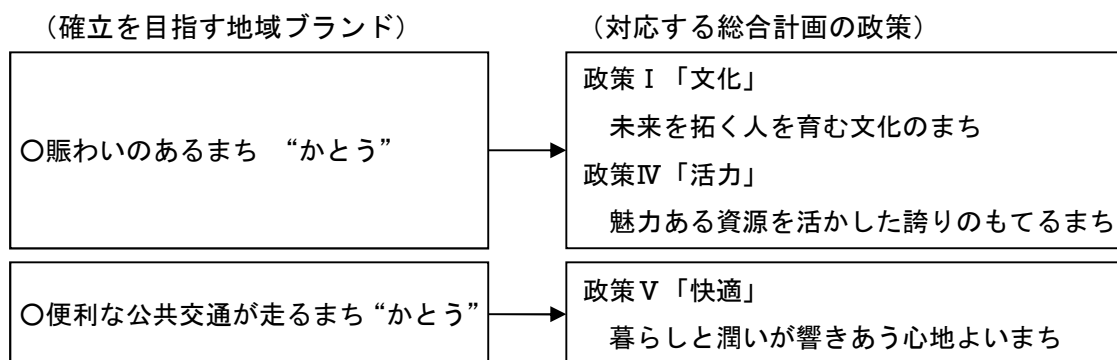 （確立を目指す地域ブランド）
（対応する総合計画の政策）
○賑わいのあるまち　“かとう”
政策Ⅰ「文化」
未来を拓く人を育む文化のまち
政策Ⅳ「活力」
魅力ある資源を活かした誇りのもてるまち
○便利な公共交通が走るまち“かとう”
政策Ⅴ「快適」
暮らしと潤いが響きあう心地よいまち